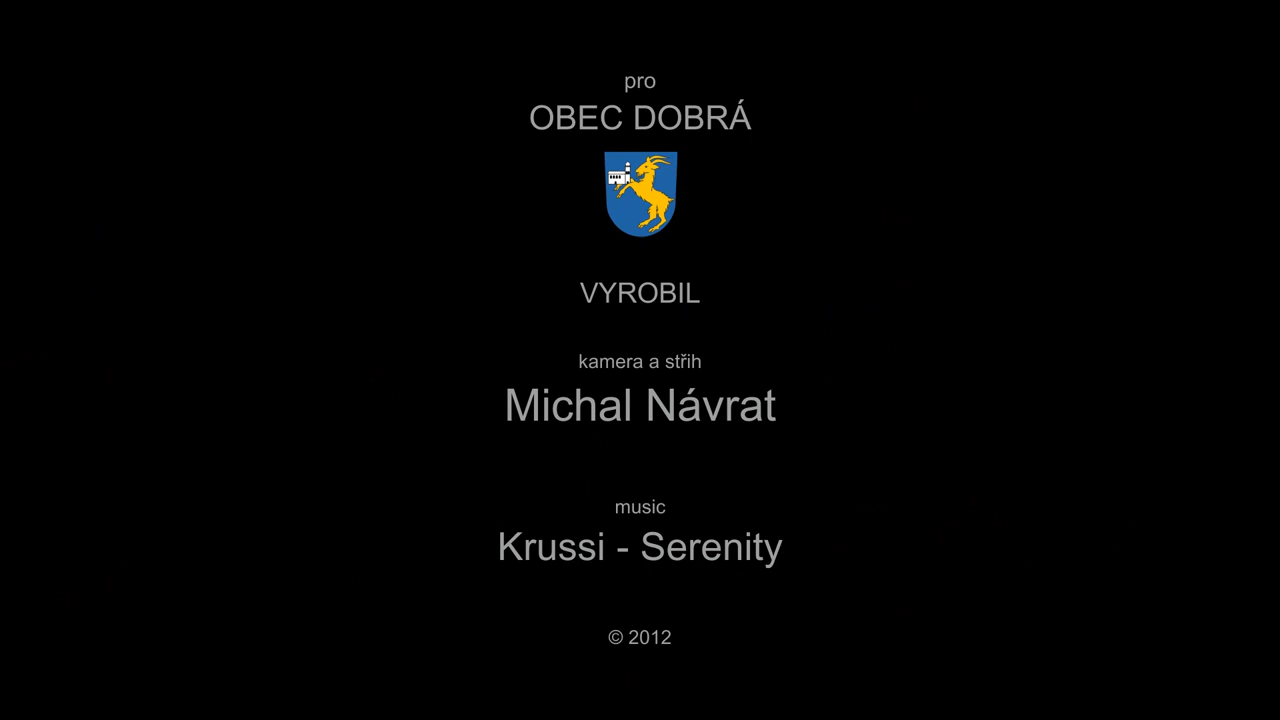 pro
OBEC DOBRÁ
VYROBIL
kamera a střih
Michal Návrat
music
Krussi - Serenity
© 2012